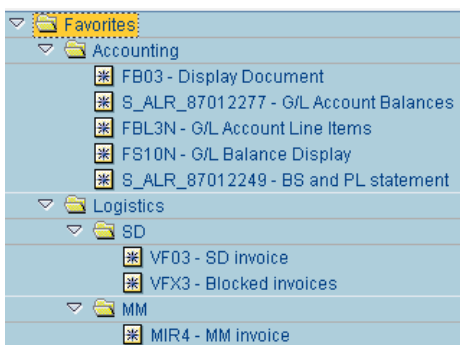 Favorites
Accounting
FB03 - Display Document
S_ALR_87012277 - G/L Account Balances
FBL3N - G/L Account Line Items
FS10N - G/L Balance Display
S_ALR_87012249 - BS and PL statement
Logistics
SD
VF03 - SD invoice
VFX3 - Blocked invoices
MM
MIR4 - MM invoice